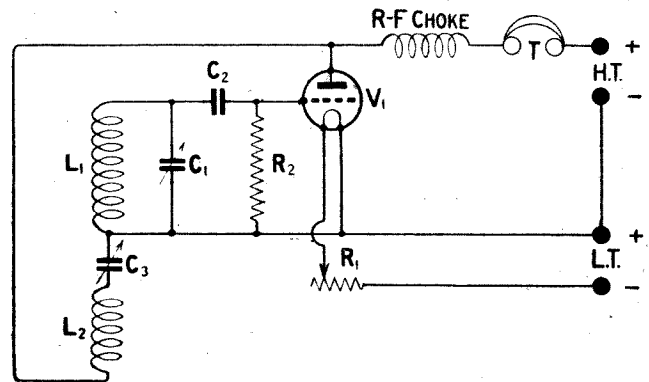 R-F CHOKE
T
+
H.T.
-
C₂
V₁
L₁
C₁
R₂
+
L.T.
-
C₃
R₁
L₂